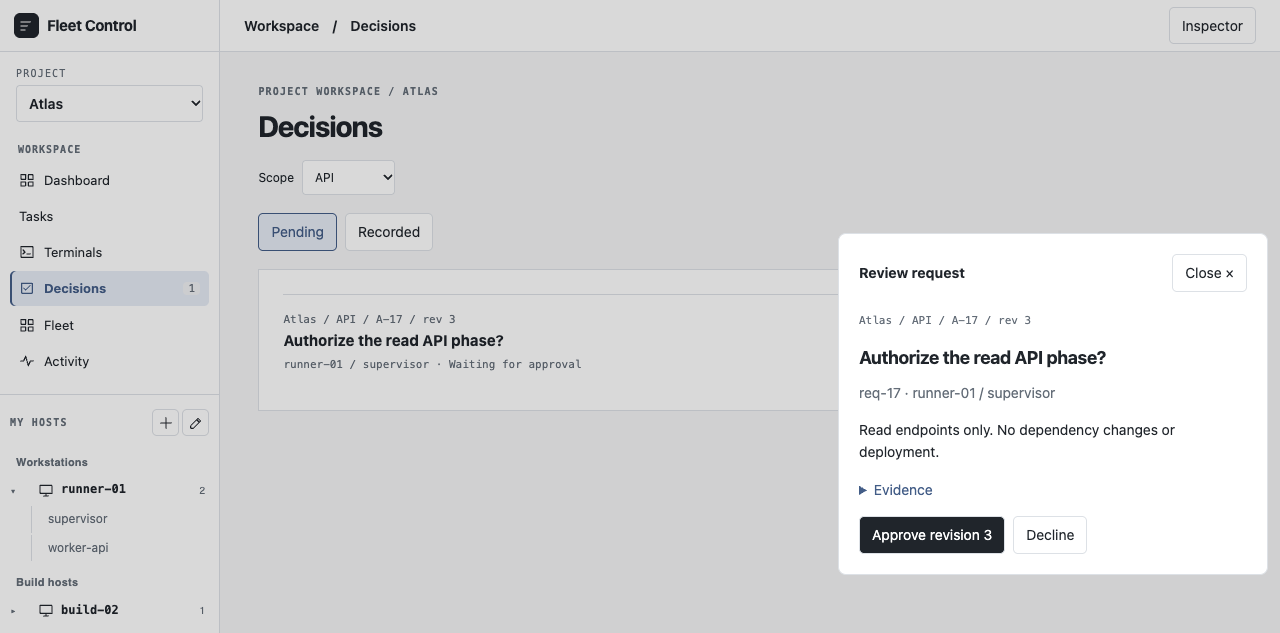 Fleet Control
Workspace / Decisions
Inspector
PROJECT
Atlas
WORKSPACE
Dashboard
Tasks
Terminals
Decisions 1
Fleet
Activity
MY HOSTS
Workstations
runner-01 2
supervisor
worker-api
Build hosts
build-02 1
PROJECT WORKSPACE / ATLAS
Decisions
Scope API
Pending Recorded
Atlas / API / A-17 / rev 3
Authorize the read API phase?
runner-01 / supervisor · Waiting for approval
Review request
Close ×
Atlas / API / A-17 / rev 3
Authorize the read API phase?
req-17 · runner-01 / supervisor
Read endpoints only. No dependency changes or
deployment.
Evidence
Approve revision 3 Decline